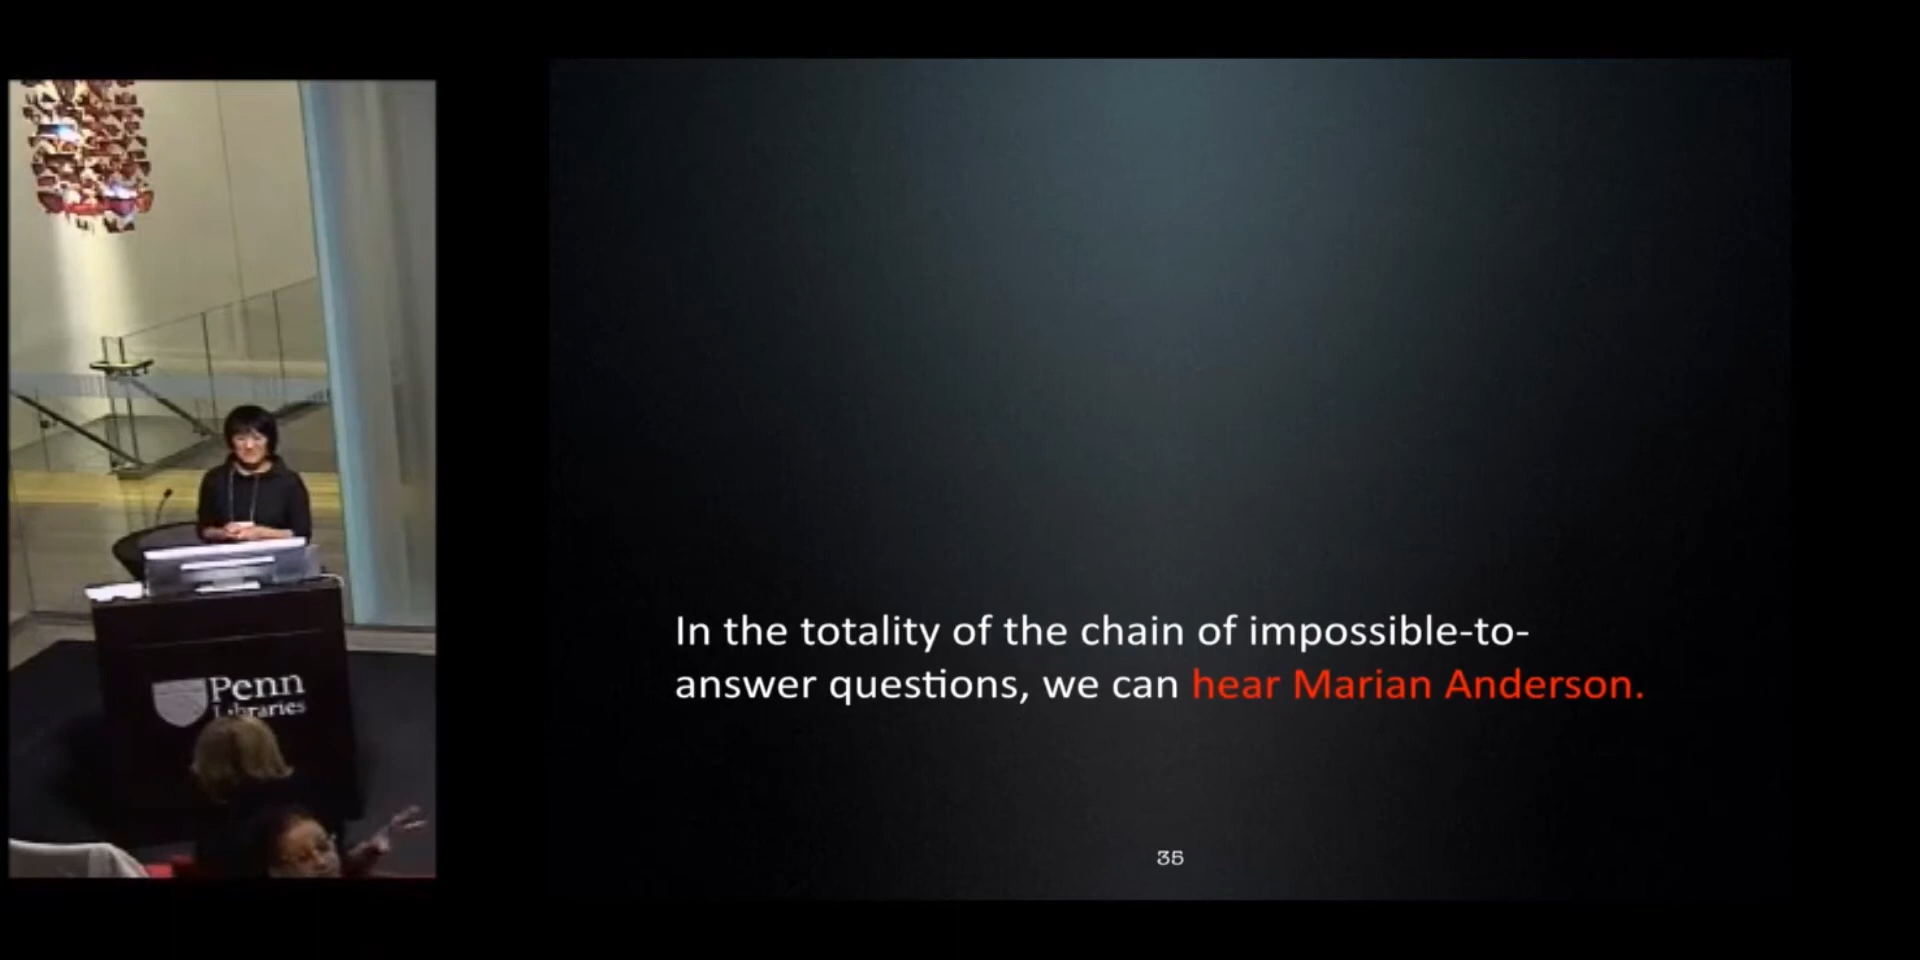 Penn
Libraries
In the totality of the chain of impossible-to-
answer questions, we can hear Marian Anderson.
35